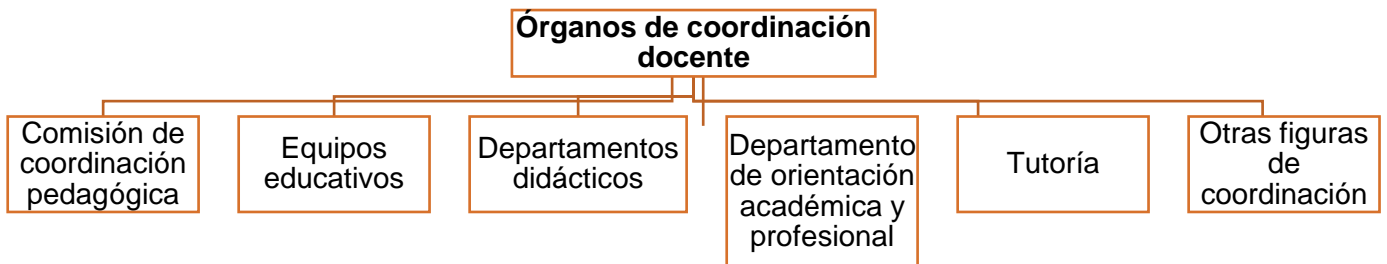 Órganos de coordinación
docente
Comisión de
coordinación
pedagógica
Equipos
educativos
Departamentos
didácticos
Departamento
de orientación
académica y
profesional
Tutoría
Otras figuras
de
coordinación